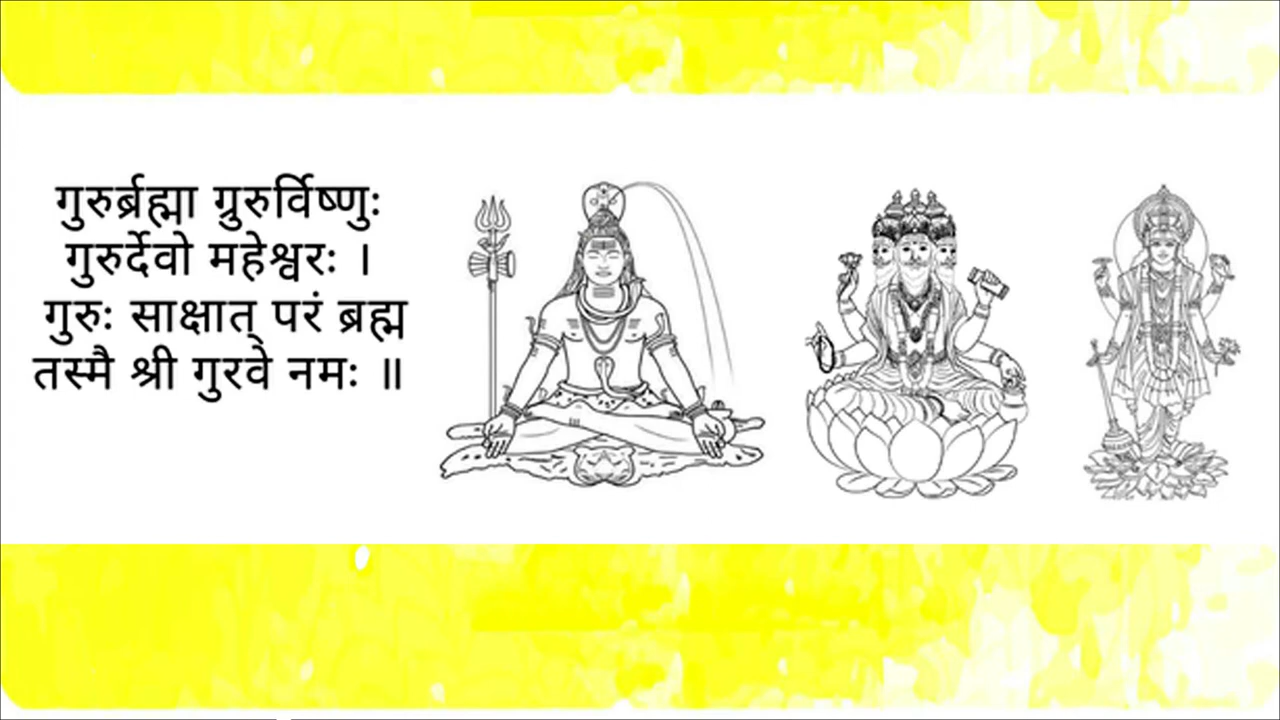 गुरुर्ब्रह्मा ग्रुरुर्विष्णुः
गुरुर्देवो महेश्वरः ।
गुरुः साक्षात् परं ब्रह्म
तस्मै श्री गुरवे नमः ॥